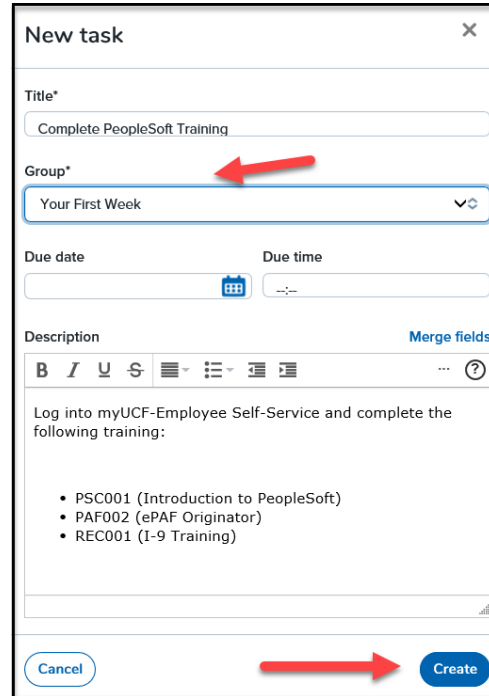 New task
Title*
Complete PeopleSoft Training
Group*
Your First Week
Due date Due time
--:--
Description Merge fields
B I U S ... ?
Log into myUCF-Employee Self-Service and complete the
following training:
• PSC001 (Introduction to PeopleSoft)
• PAF002 (ePAF Originator)
• REC001 (I-9 Training)
Cancel Create